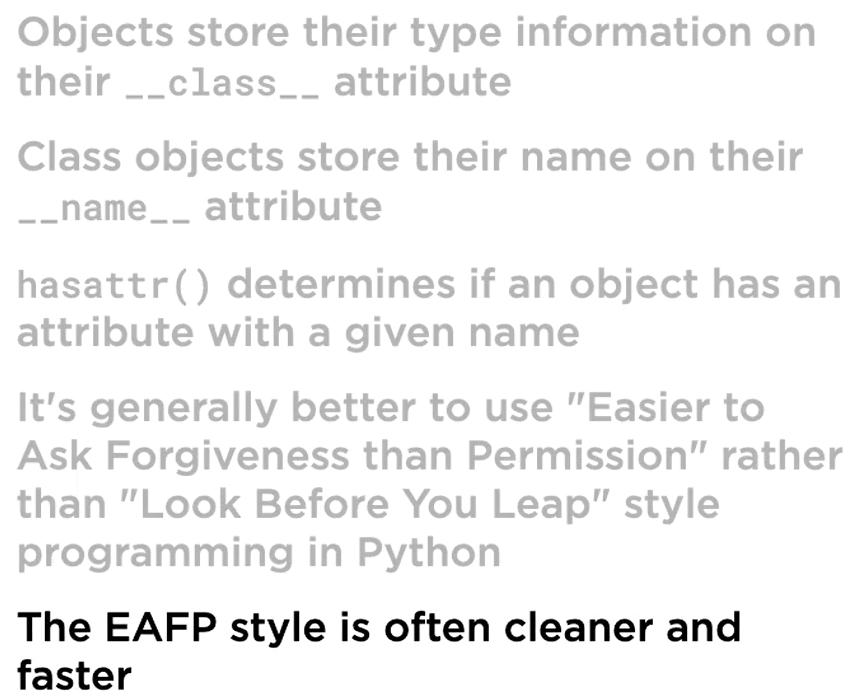 Objects store their type information on
their __class__ attribute
Class objects store their name on their
__name__ attribute
hasattr() determines if an object has an
attribute with a given name
It's generally better to use "Easier to
Ask Forgiveness than Permission" rather
than "Look Before You Leap" style
programming in Python
The EAFP style is often cleaner and
faster